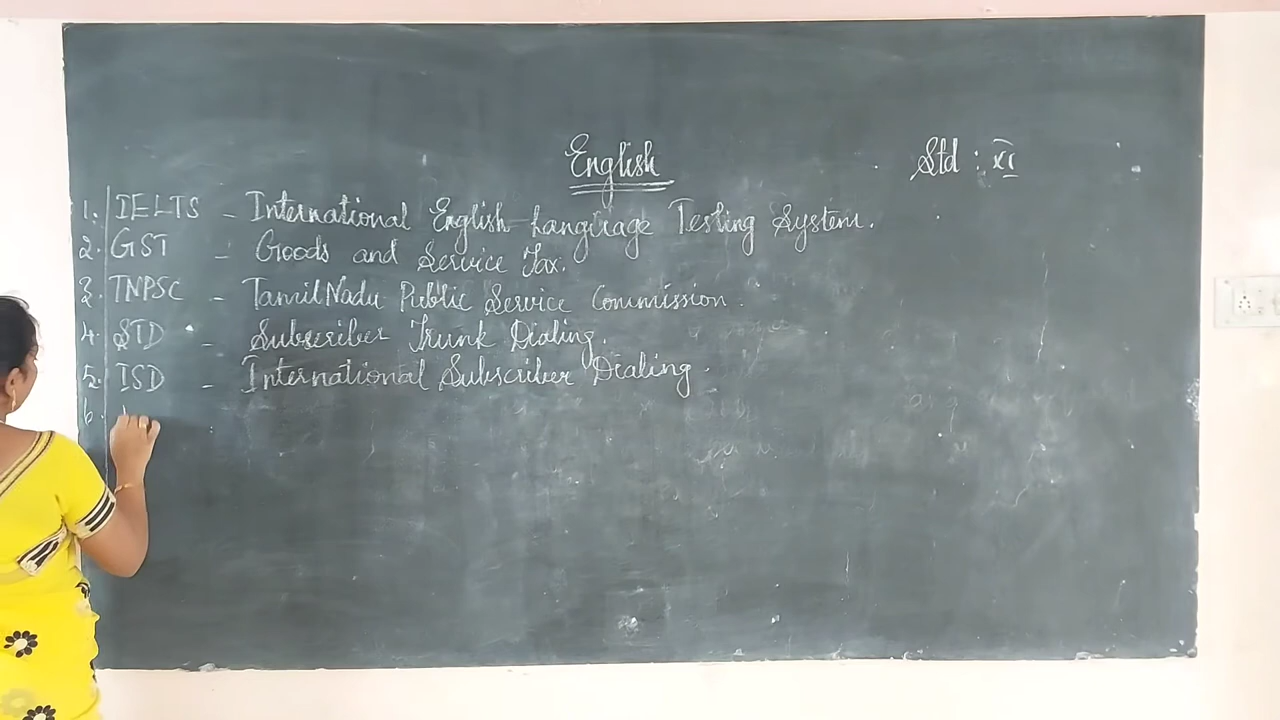 English
Std : XI
1. IELTS - International English Language Testing System.
2. GST - Goods and Service Tax.
3. TNPSC - TamilNadu Public Service Commission.
4. STD - Subscriber Trunk Dialing.
5. ISD - International Subscriber Dialing.
6.